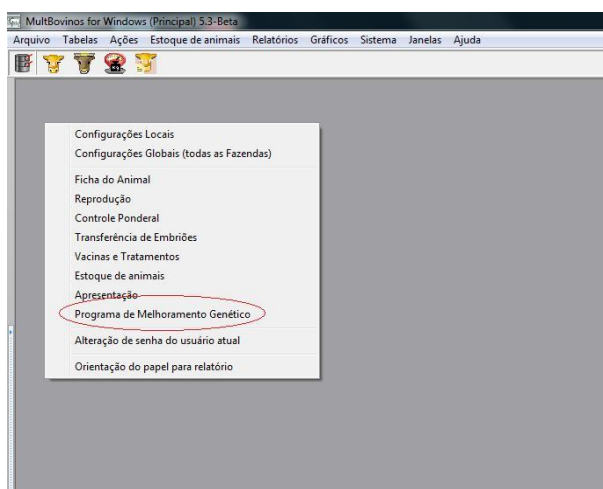 MultBovinos for Windows (Principal) 5.3-Beta
Arquivo Tabelas Ações Estoque de animais Relatórios Gráficos Sistema Janelas Ajuda
Configurações Locais
Configurações Globais (todas as Fazendas)
Ficha do Animal
Reprodução
Controle Ponderal
Transferência de Embriões
Vacinas e Tratamentos
Estoque de animais
Apresentação
Programa de Melhoramento Genético
Alteração de senha do usuário atual
Orientação do papel para relatório